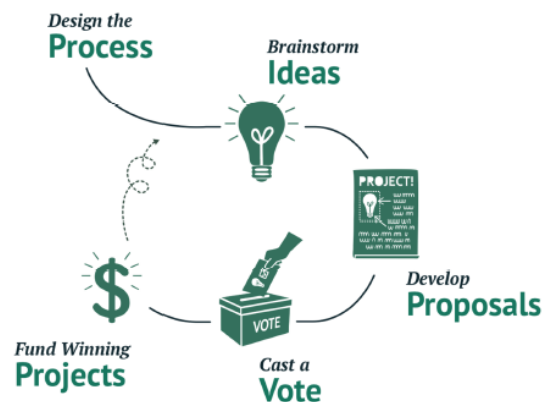 Design the
Process
Brainstorm
Ideas
PROJECT!
Develop
Proposals
VOTE
Cast a
Vote
Fund Winning
Projects